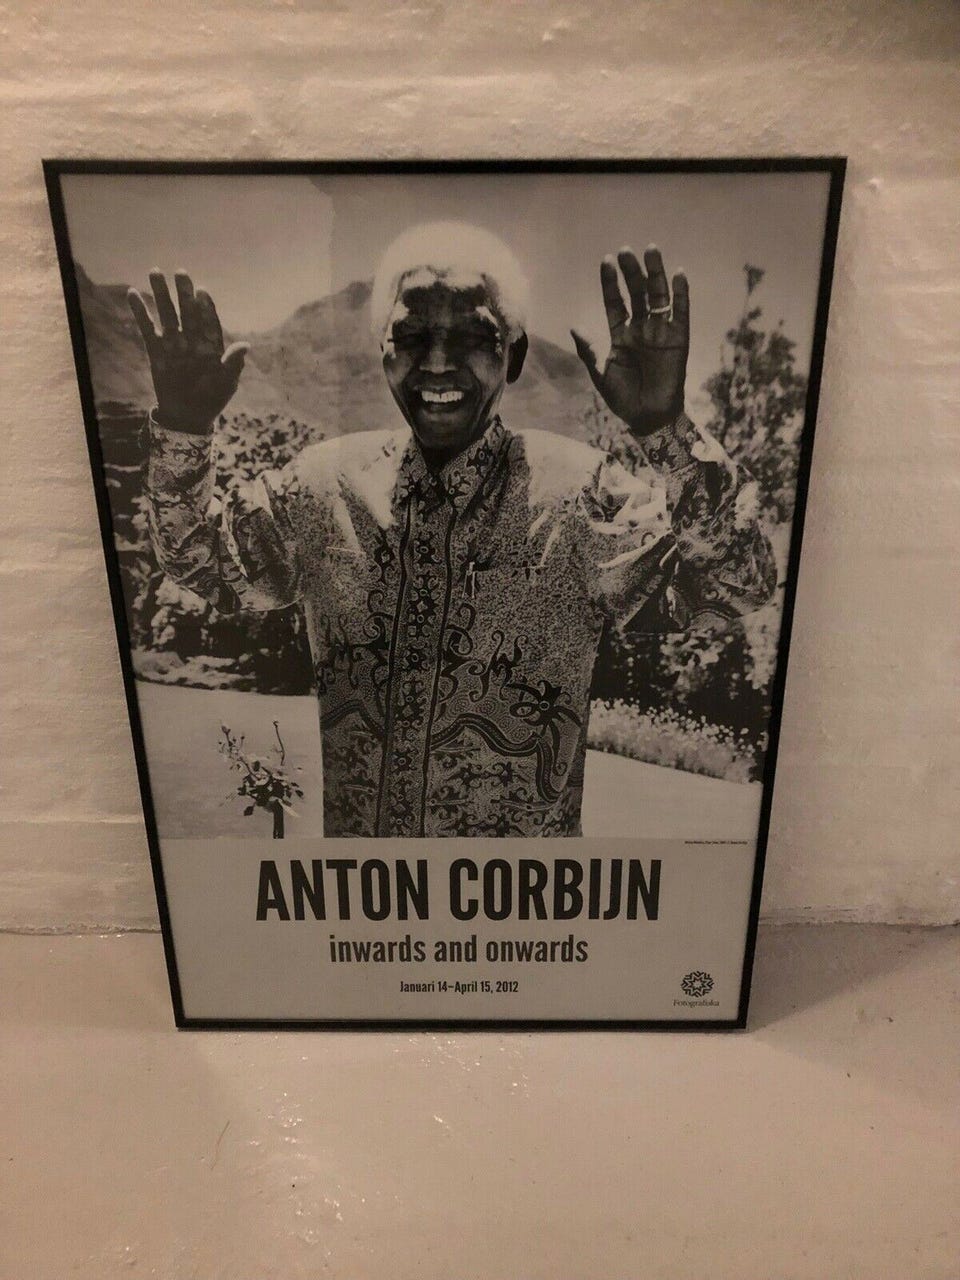 ANTON CORBIJN
inwards and onwards
Januari 14–April 15, 2012
Fotografiska